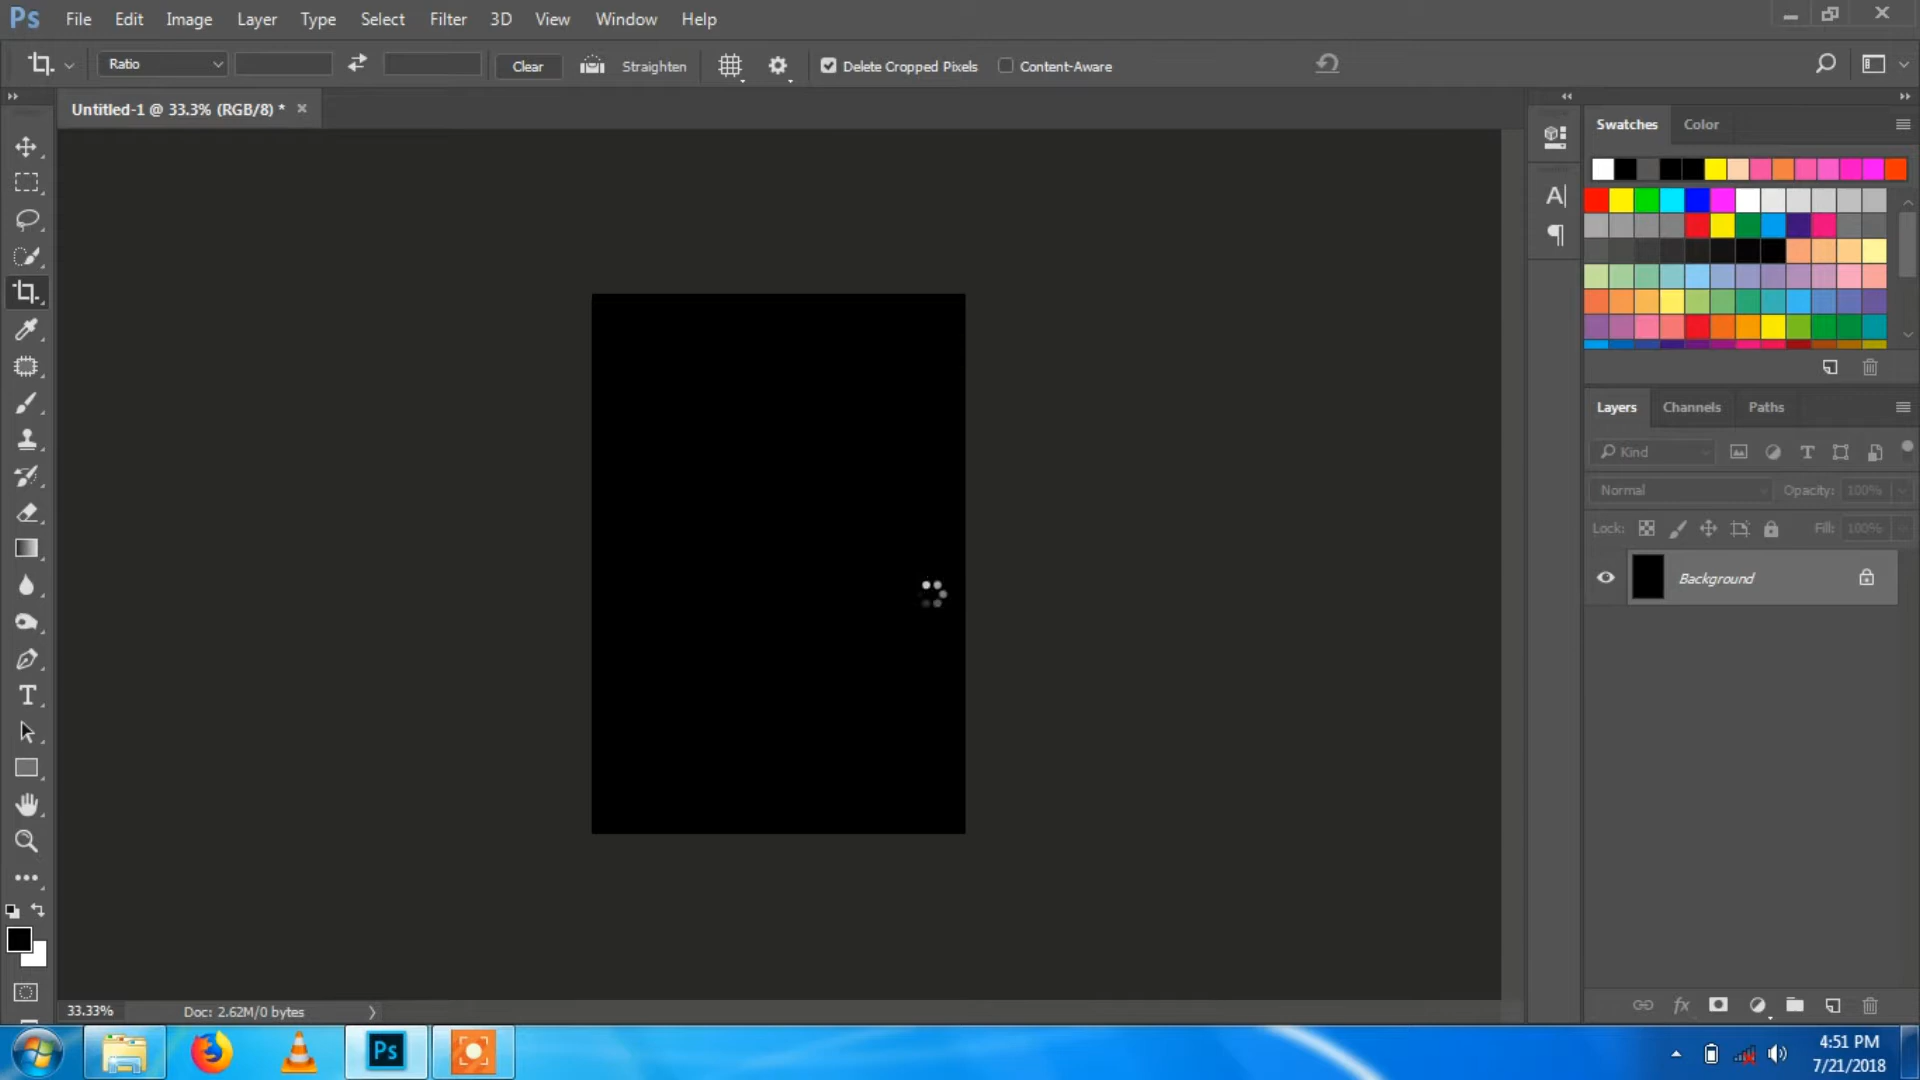 Ps File Edit Image Layer Type Select Filter 3D View Window Help
Ratio Clear Straighten Delete Cropped Pixels Content-Aware
Untitled-1 @ 33.3% (RGB/8) * ×
Swatches Color
A|
¶
Layers Channels Paths
Kind T
Normal Opacity: 100%
Lock: Fill: 100%
Background
T
fx
33.33% Doc: 2.62M/0 bytes
Ps
4:51 PM
7/21/2018